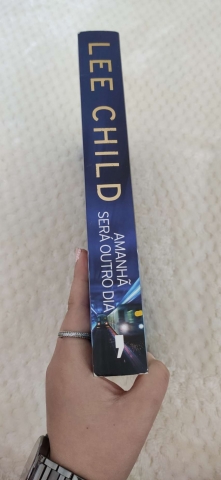 LEE CHILD
AMANHÃ
SERÁ OUTRO DIA